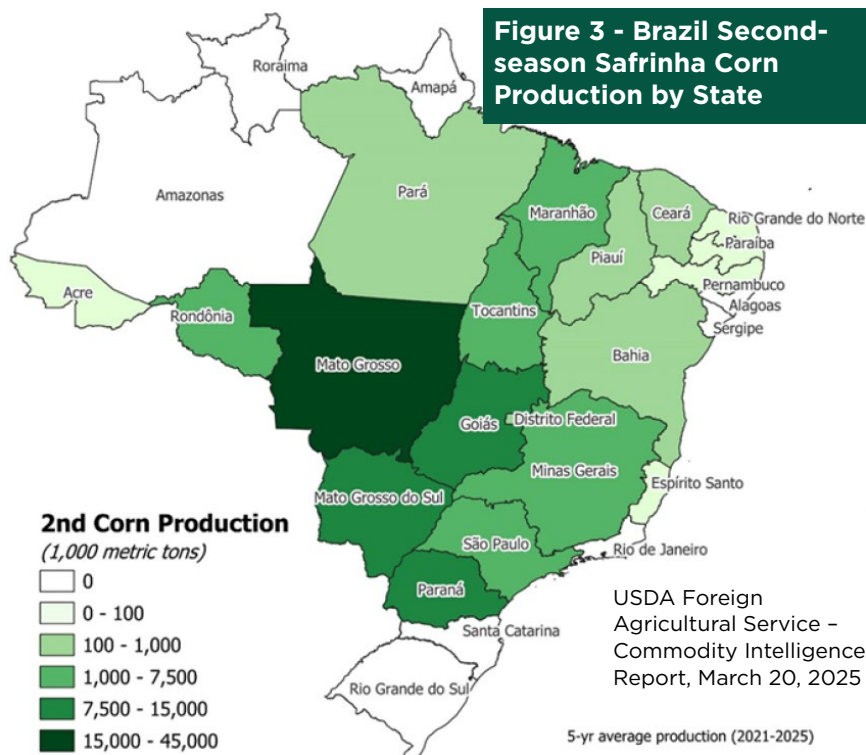 Figure 3 - Brazil Second-
season Safrinha Corn
Production by State
Roraima
Amapá
Amazonas
Pará
Maranhão
Ceará
Rio Grande do Norte
Paraíba
Piauí
Pernambuco
Acre
Alagoas
Rondônia
Tocantins
Sergipe
Mato Grosso
Bahia
Goiás
Distrito Federal
Minas Gerais
Espírito Santo
Mato Grosso do Sul
São Paulo
Rio de Janeiro
Paraná
Santa Catarina
Rio Grande do Sul
2nd Corn Production
(1,000 metric tons)
0
0 - 100
100 - 1,000
1,000 - 7,500
7,500 - 15,000
15,000 - 45,000
USDA Foreign
Agricultural Service –
Commodity Intelligence
Report, March 20, 2025
5-yr average production (2021-2025)